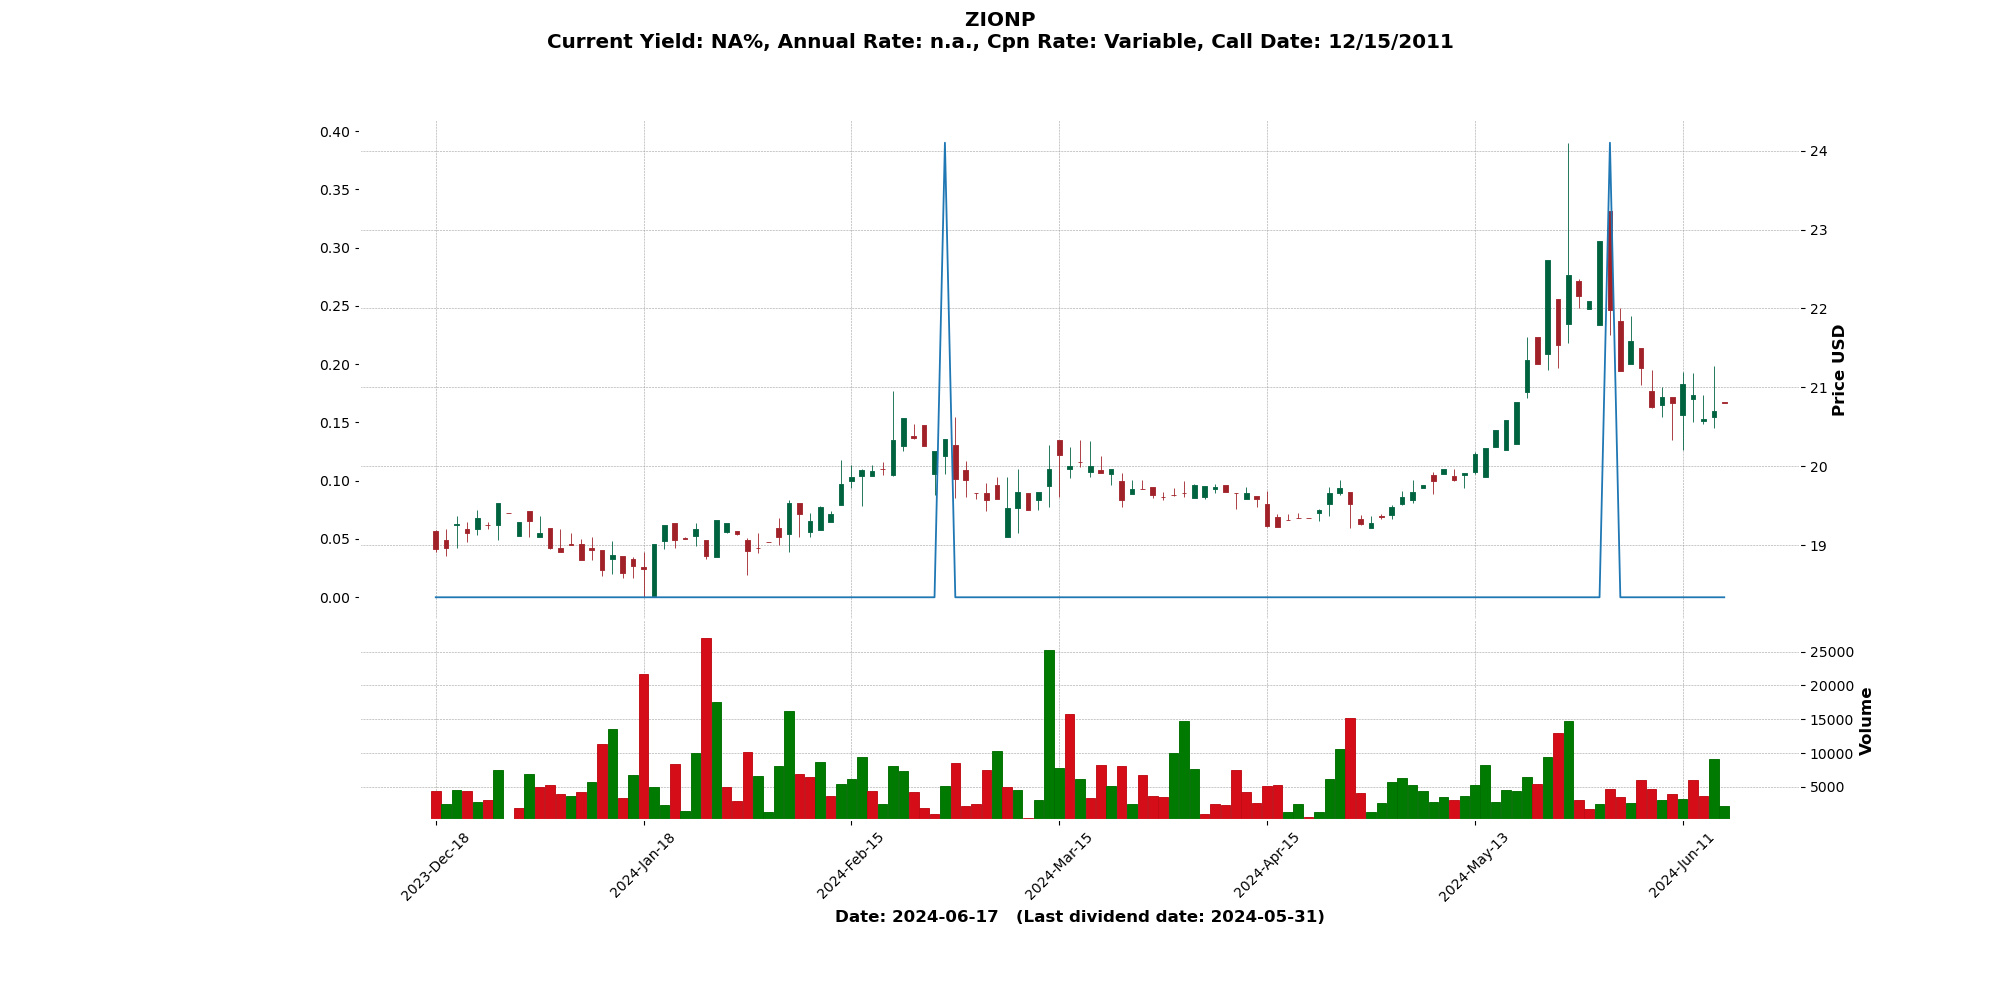 ZIONP
Current Yield: NA%, Annual Rate: n.a., Cpn Rate: Variable, Call Date: 12/15/2011
0.40
0.35
0.30
0.25
0.20
0.15
0.10
0.05
0.00
24
23
22
21
20
19
Price USD
25000
20000
15000
10000
5000
Volume
2023-Dec-18
2024-Jan-18
2024-Feb-15
2024-Mar-15
2024-Apr-15
2024-May-13
2024-Jun-11
Date: 2024-06-17 (Last dividend date: 2024-05-31)